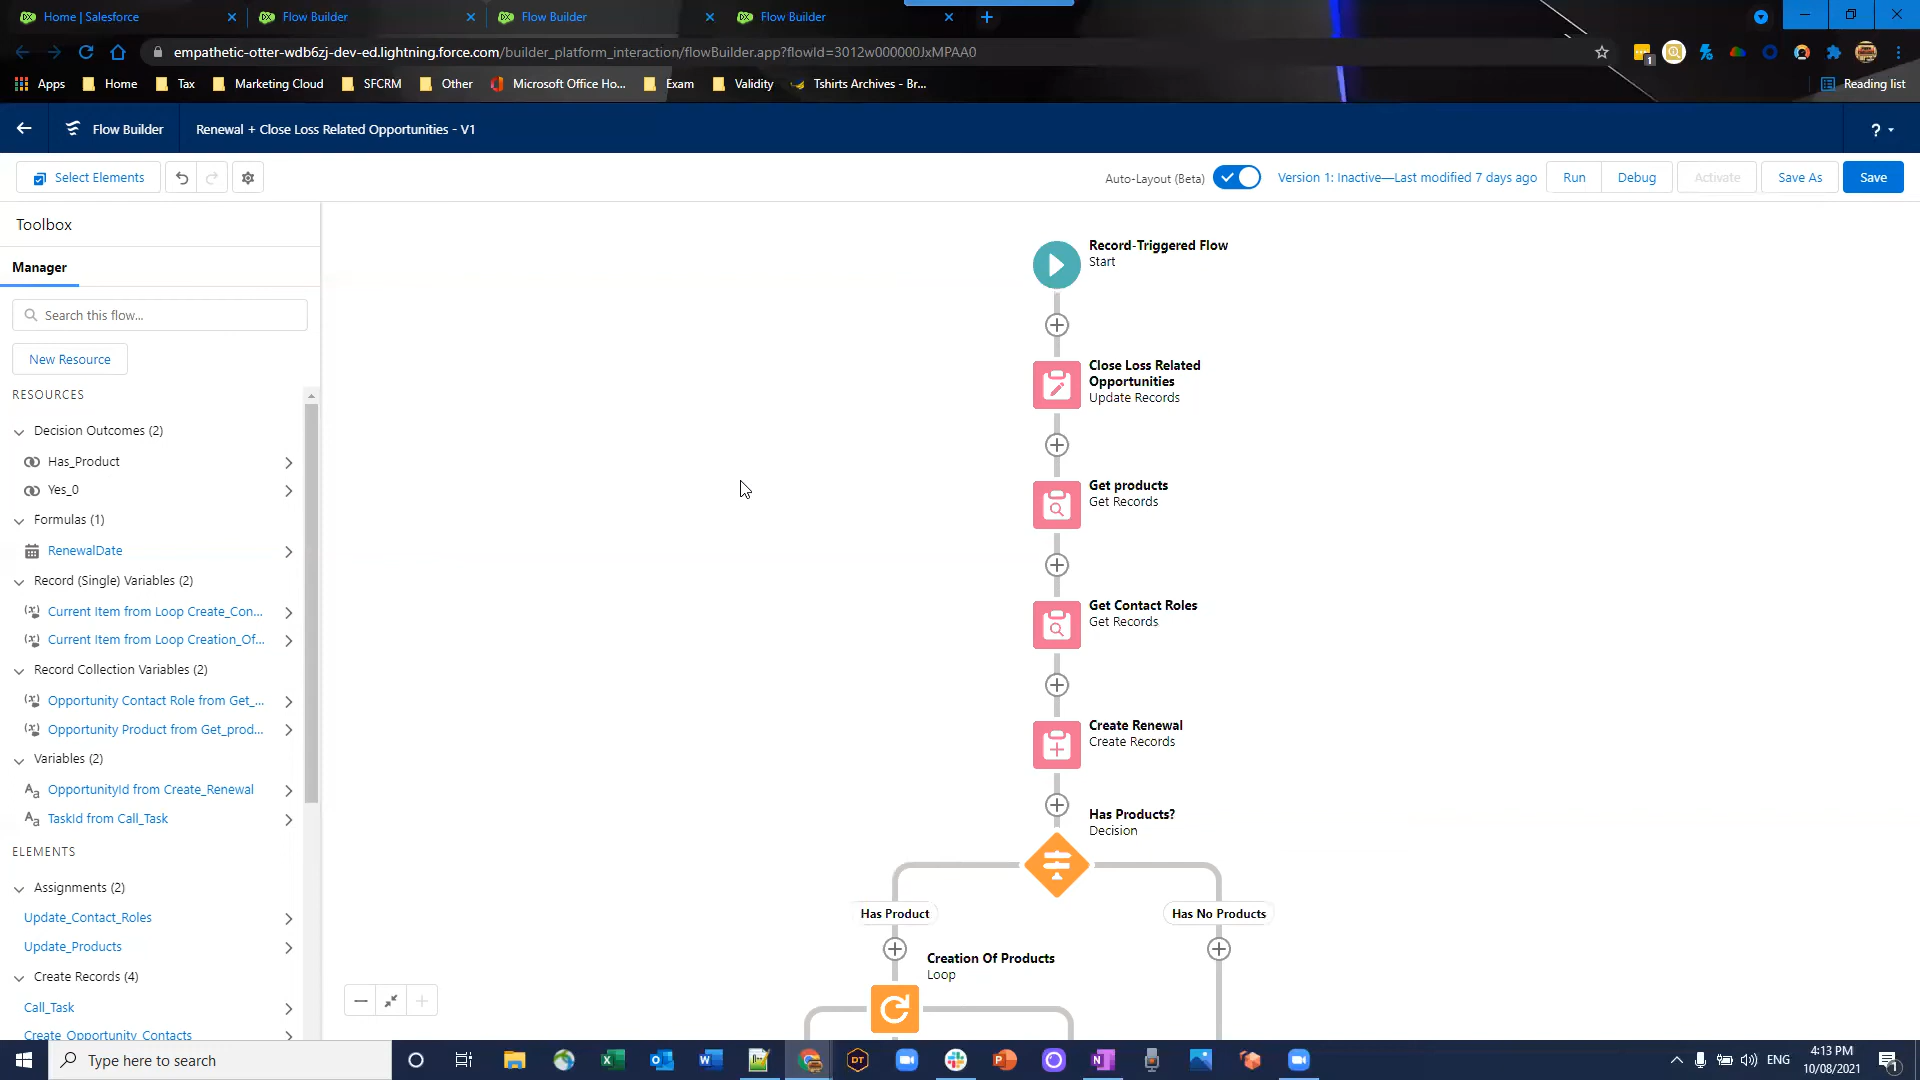 Home | Salesforce
Flow Builder
Flow Builder
Flow Builder
empathetic-otter-wdb6zj-dev-ed.lightning.force.com/builder_platform_interaction/flowBuilder.app?flowId=3012w000000JxMPAA0
Apps
Home
Tax
Marketing Cloud
SFCRM
Other
Microsoft Office Ho...
Exam
Validity
Tshirts Archives - Br...
Reading list
Flow Builder
Renewal + Close Loss Related Opportunities - V1
?
Select Elements
Auto-Layout (Beta)
Version 1: Inactive—Last modified 7 days ago
Run
Debug
Activate
Save As
Save
Toolbox
Manager
Search this flow...
New Resource
RESOURCES
Decision Outcomes (2)
Has_Product
Yes_0
Formulas (1)
RenewalDate
Record (Single) Variables (2)
Current Item from Loop Create_Con...
Current Item from Loop Creation_Of...
Record Collection Variables (2)
Opportunity Contact Role from Get_...
Opportunity Product from Get_prod...
Variables (2)
OpportunityId from Create_Renewal
TaskId from Call_Task
ELEMENTS
Assignments (2)
Update_Contact_Roles
Update_Products
Create Records (4)
Call_Task
Create_Opportunity_Contacts
Record-Triggered Flow
Start
Close Loss Related
Opportunities
Update Records
Get products
Get Records
Get Contact Roles
Get Records
Create Renewal
Create Records
Has Products?
Decision
Has Product
Has No Products
Creation Of Products
Loop
Type here to search
ENG
4:13 PM
10/08/2021